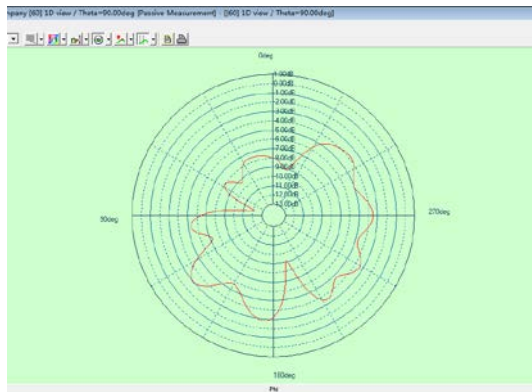 mpany [60] 1D view / Theta=90.00deg [Passive Measurement] : [[60] 1D view / Theta=90.00deg]
0deg
1.00dB
0.00dB
-1.00dB
-2.00dB
-3.00dB
-4.00dB
-5.00dB
-6.00dB
-7.00dB
-8.00dB
-9.00dB
-10.00dB
-11.00dB
-12.00dB
-13.00dB
90deg
270deg
180deg
Phi